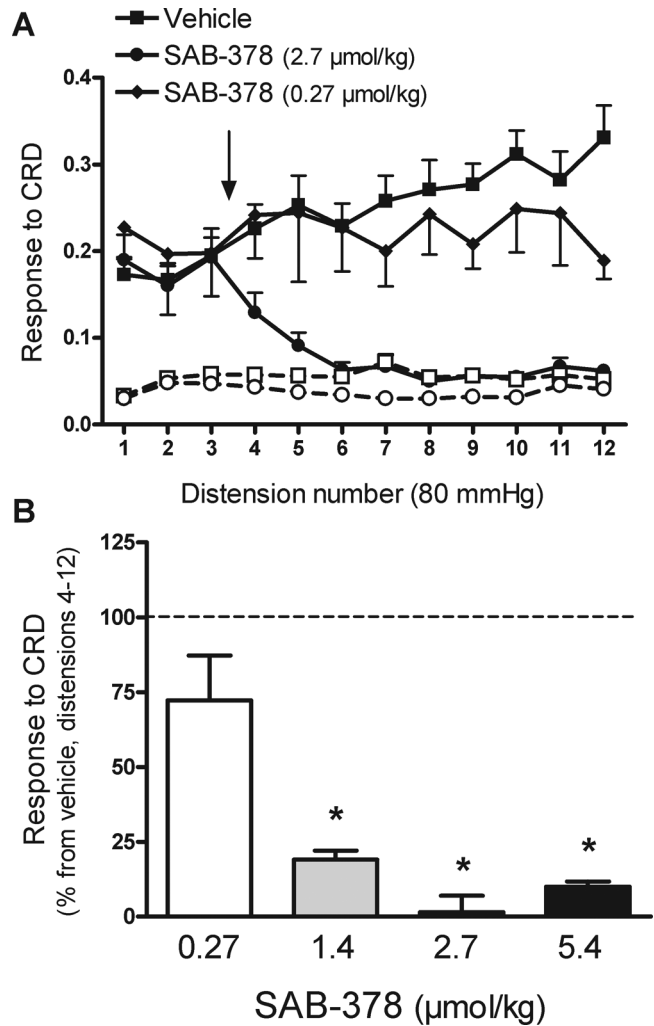 A
Vehicle
SAB-378 (2.7 µmol/kg)
SAB-378 (0.27 µmol/kg)
Response to CRD
0.4
0.3
0.2
0.1
0.0
1 2 3 4 5 6 7 8 9 10 11 12
Distension number (80 mmHg)
B
Response to CRD
(% from vehicle, distensions 4-12)
125
100
75
50
25
0
* * *
0.27 1.4 2.7 5.4
SAB-378 (µmol/kg)